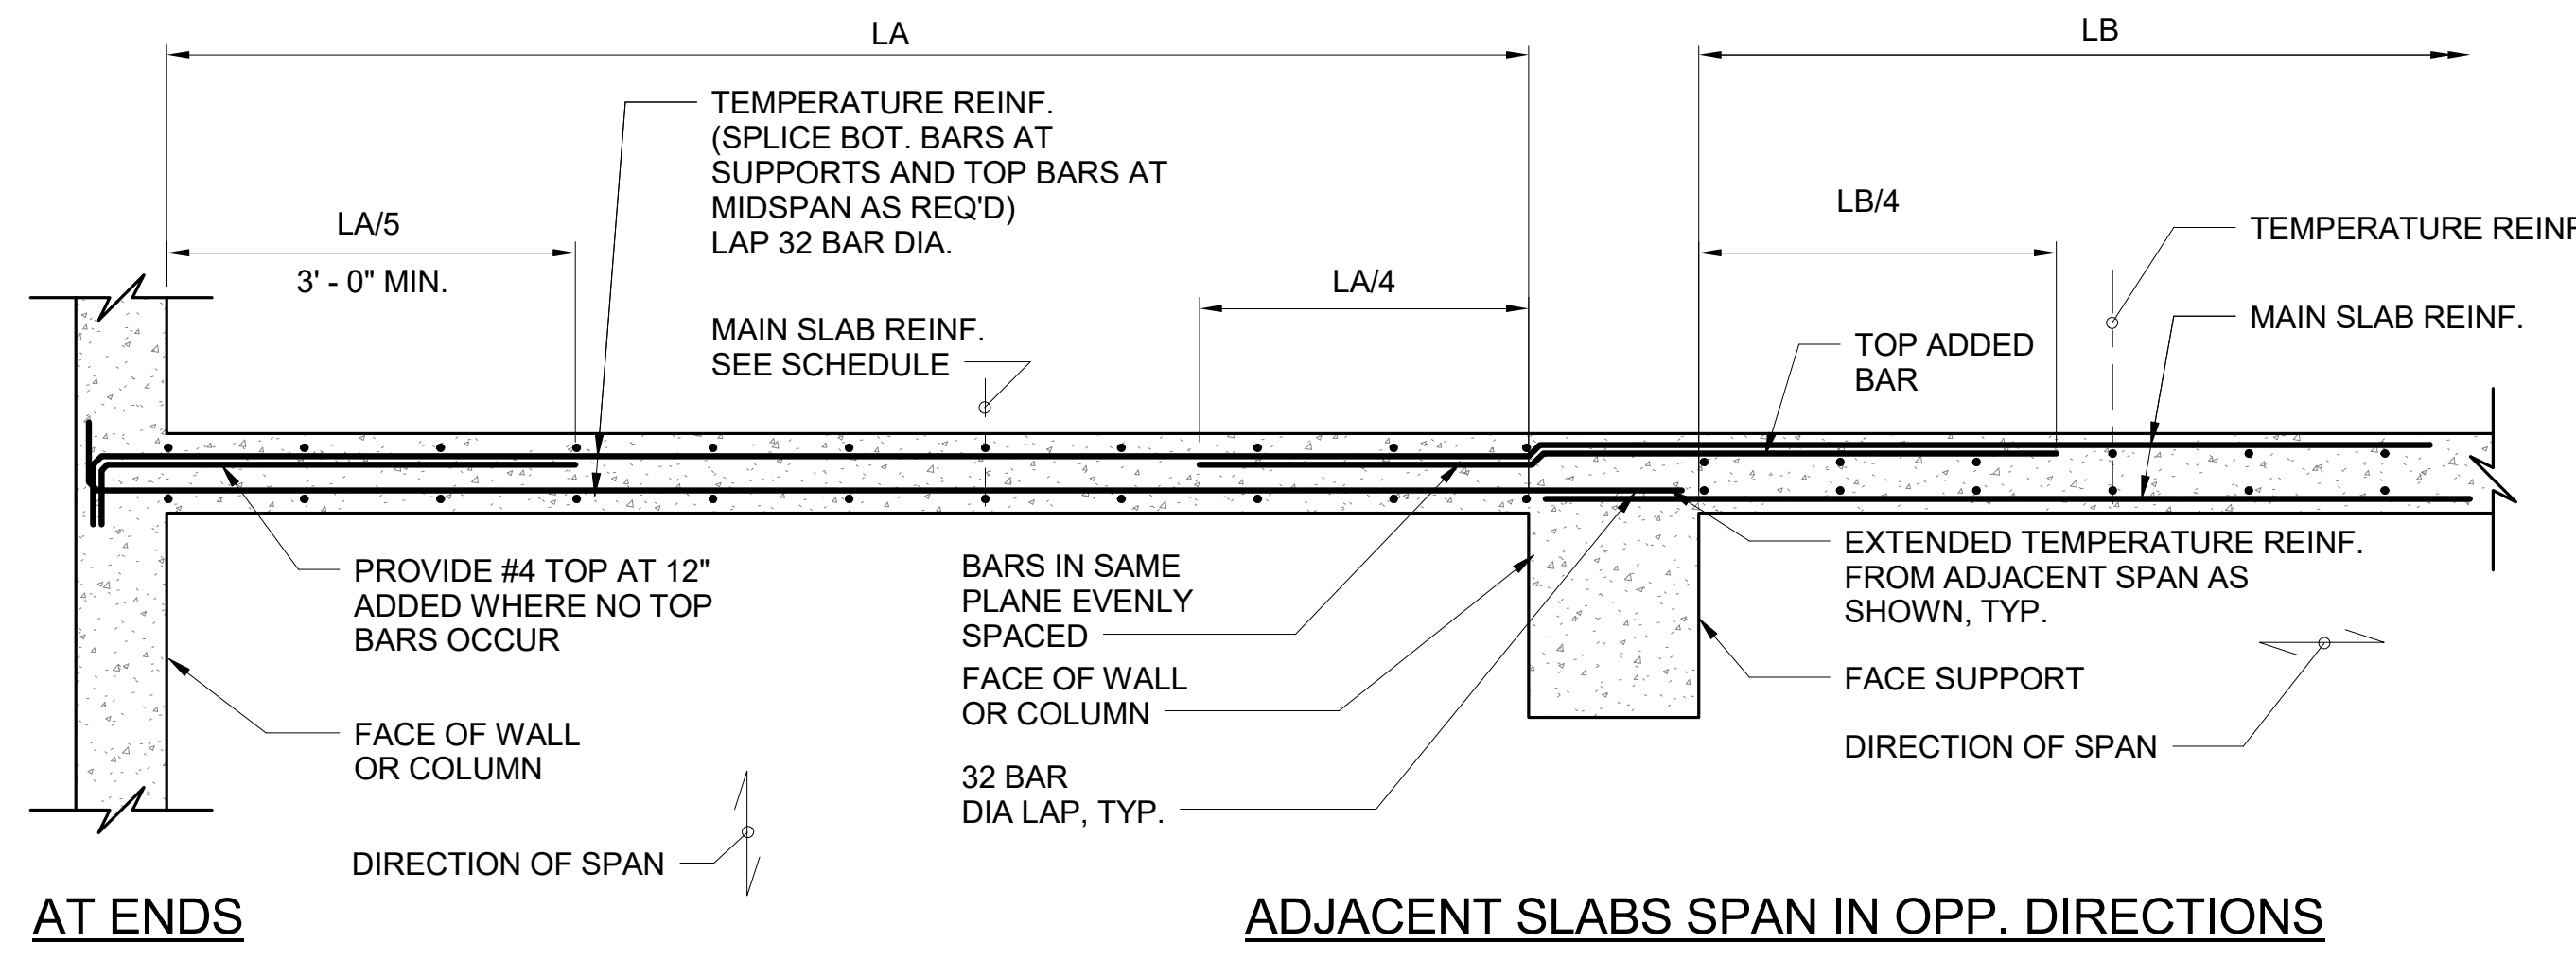 LA
LB
TEMPERATURE REINF.
(SPLICE BOT. BARS AT
SUPPORTS AND TOP BARS AT
MIDSPAN AS REQ'D)
LAP 32 BAR DIA.
LA/5
3' - 0" MIN.
MAIN SLAB REINF.
SEE SCHEDULE
LA/4
LB/4
TEMPERATURE REINF
MAIN SLAB REINF.
TOP ADDED
BAR
PROVIDE #4 TOP AT 12"
ADDED WHERE NO TOP
BARS OCCUR
FACE OF WALL
OR COLUMN
DIRECTION OF SPAN
BARS IN SAME
PLANE EVENLY
SPACED
FACE OF WALL
OR COLUMN
32 BAR
DIA LAP, TYP.
EXTENDED TEMPERATURE REINF.
FROM ADJACENT SPAN AS
SHOWN, TYP.
FACE SUPPORT
DIRECTION OF SPAN
AT ENDS
ADJACENT SLABS SPAN IN OPP. DIRECTIONS